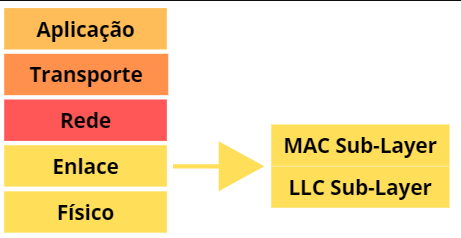 Aplicação
Transporte
Rede
Enlace
Físico
MAC Sub-Layer
LLC Sub-Layer